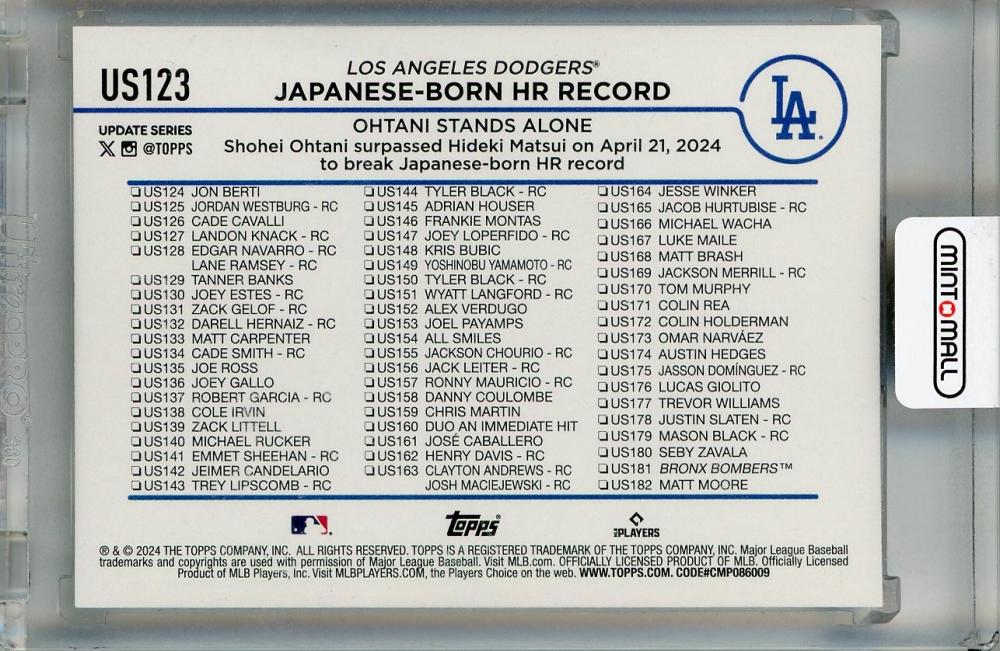 US123
LOS ANGELES DODGERS®
JAPANESE-BORN HR RECORD
LA
UPDATE SERIES
@TOPPS
OHTANI STANDS ALONE
Shohei Ohtani surpassed Hideki Matsui on April 21, 2024
to break Japanese-born HR record
US124 JON BERTI
US125 JORDAN WESTBURG - RC
US126 CADE CAVALLI
US127 LANDON KNACK - RC
US128 EDGAR NAVARRO - RC
LANE RAMSEY - RC
US129 TANNER BANKS
US130 JOEY ESTES - RC
US131 ZACK GELOF - RC
US132 DARELL HERNAIZ - RC
US133 MATT CARPENTER
US134 CADE SMITH - RC
US135 JOE ROSS
US136 JOEY GALLO
US137 ROBERT GARCIA - RC
US138 COLE IRVIN
US139 ZACK LITTELL
US140 MICHAEL RUCKER
US141 EMMET SHEEHAN - RC
US142 JEIMER CANDELARIO
US143 TREY LIPSCOMB - RC
US144 TYLER BLACK - RC
US145 ADRIAN HOUSER
US146 FRANKIE MONTAS
US147 JOEY LOPERFIDO - RC
US148 KRIS BUBIC
US149 YOSHINOBU YAMAMOTO - RC
US150 TYLER BLACK - RC
US151 WYATT LANGFORD - RC
US152 ALEX VERDUGO
US153 JOEL PAYAMPS
US154 ALL SMILES
US155 JACKSON CHOURIO - RC
US156 JACK LEITER - RC
US157 RONNY MAURICIO - RC
US158 DANNY COULOMBE
US159 CHRIS MARTIN
US160 DUO AN IMMEDIATE HIT
US161 JOSÉ CABALLERO
US162 HENRY DAVIS - RC
US163 CLAYTON ANDREWS - RC
JOSH MACIEJEWSKI - RC
US164 JESSE WINKER
US165 JACOB HURTUBISE - RC
US166 MICHAEL WACHA
US167 LUKE MAILE
US168 MATT BRASH
US169 JACKSON MERRILL - RC
US170 TOM MURPHY
US171 COLIN REA
US172 COLIN HOLDERMAN
US173 OMAR NARVÁEZ
US174 AUSTIN HEDGES
US175 JASSON DOMÍNGUEZ - RC
US176 LUCAS GIOLITO
US177 TREVOR WILLIAMS
US178 JUSTIN SLATEN - RC
US179 MASON BLACK - RC
US180 SEBY ZAVALA
US181 BRONX BOMBERS™
US182 MATT MOORE
topps®
PLAYERS
® & © 2024 THE TOPPS COMPANY, INC. ALL RIGHTS RESERVED. TOPPS IS A REGISTERED TRADEMARK OF THE TOPPS COMPANY, INC. Major League Baseball
trademarks and copyrights are used with permission of Major League Baseball. Visit MLB.com. OFFICIALLY LICENSED PRODUCT OF MLB. Officially Licensed
Product of MLB Players, Inc. Visit MLBPLAYERS.COM, the Players Choice on the web. WWW.TOPPS.COM. CODE#CMP086009
MINT MALL